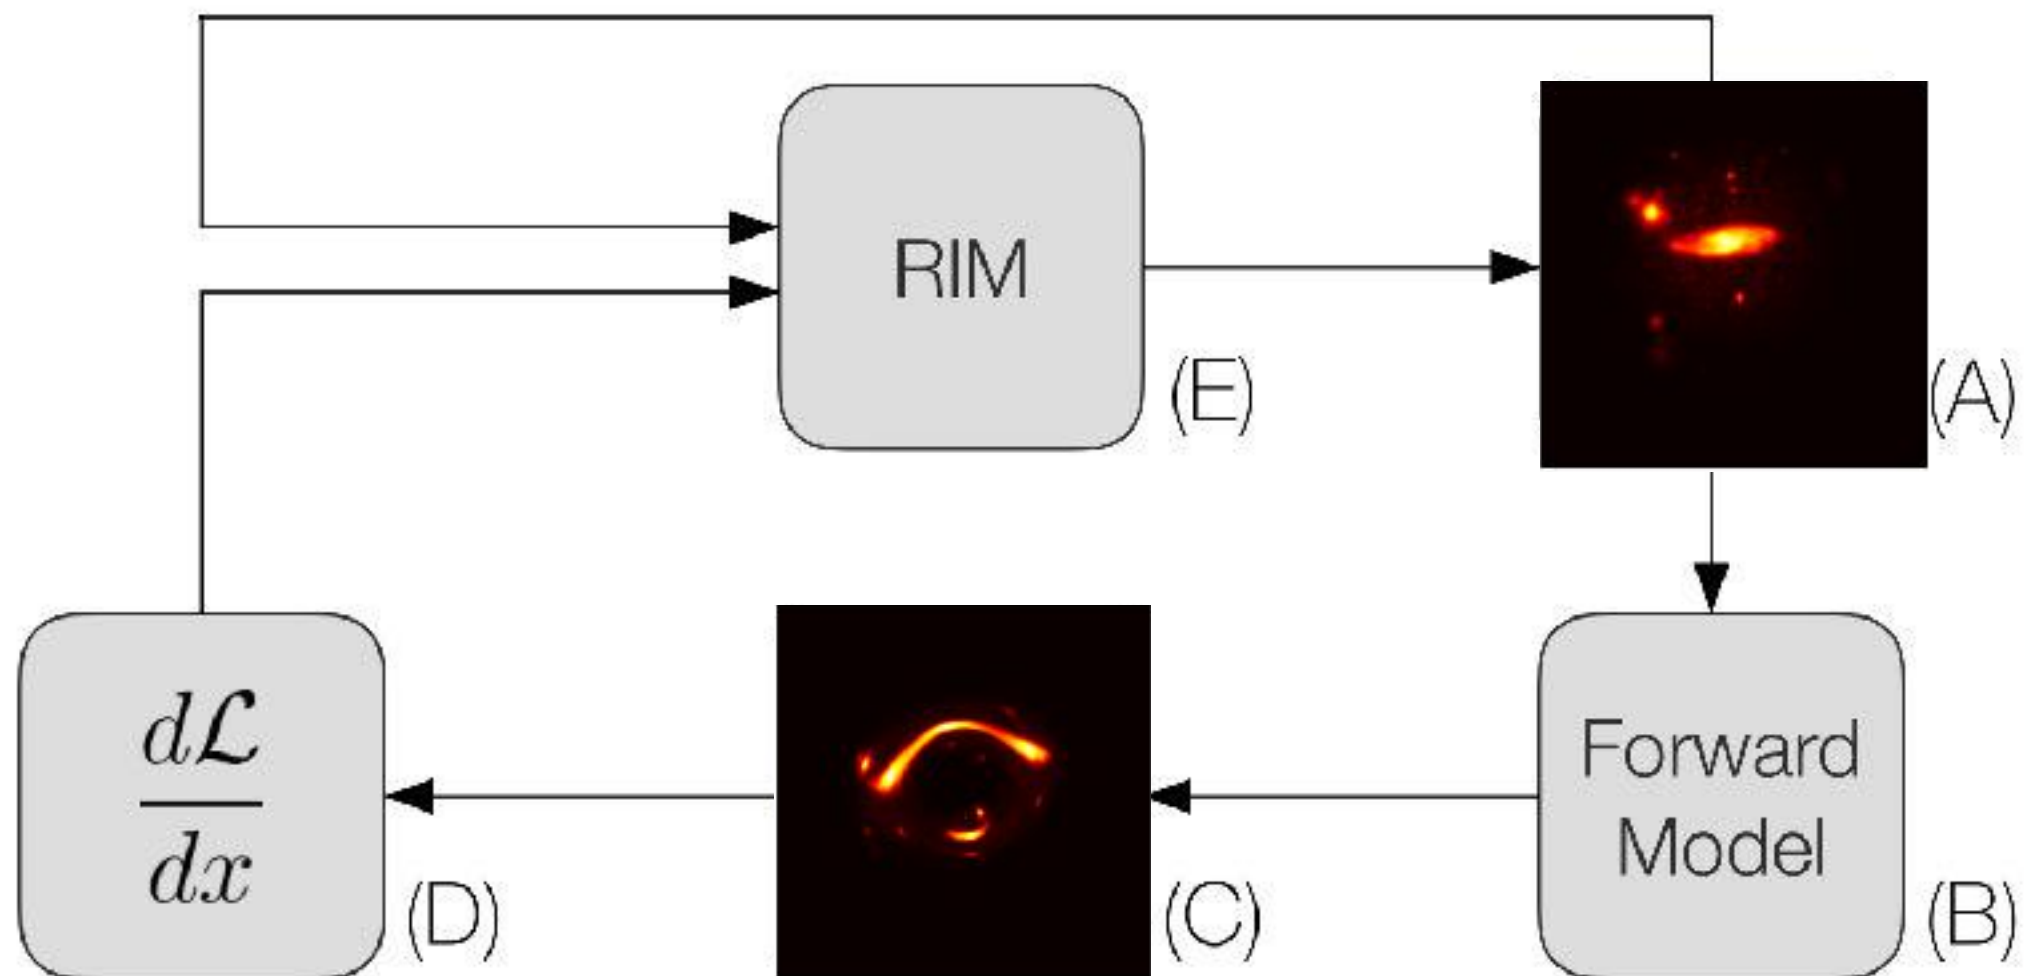 RIM
(E)
(A)
dℒ
dx
(D)
(C)
Forward
Model
(B)